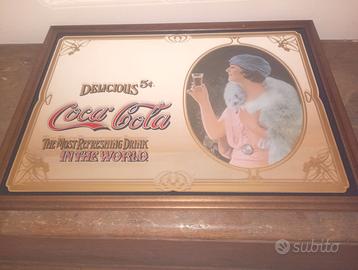 DELICIOUS 5¢
Coca-Cola
THE MOST REFRESHING DRINK
IN THE WORLD
subito